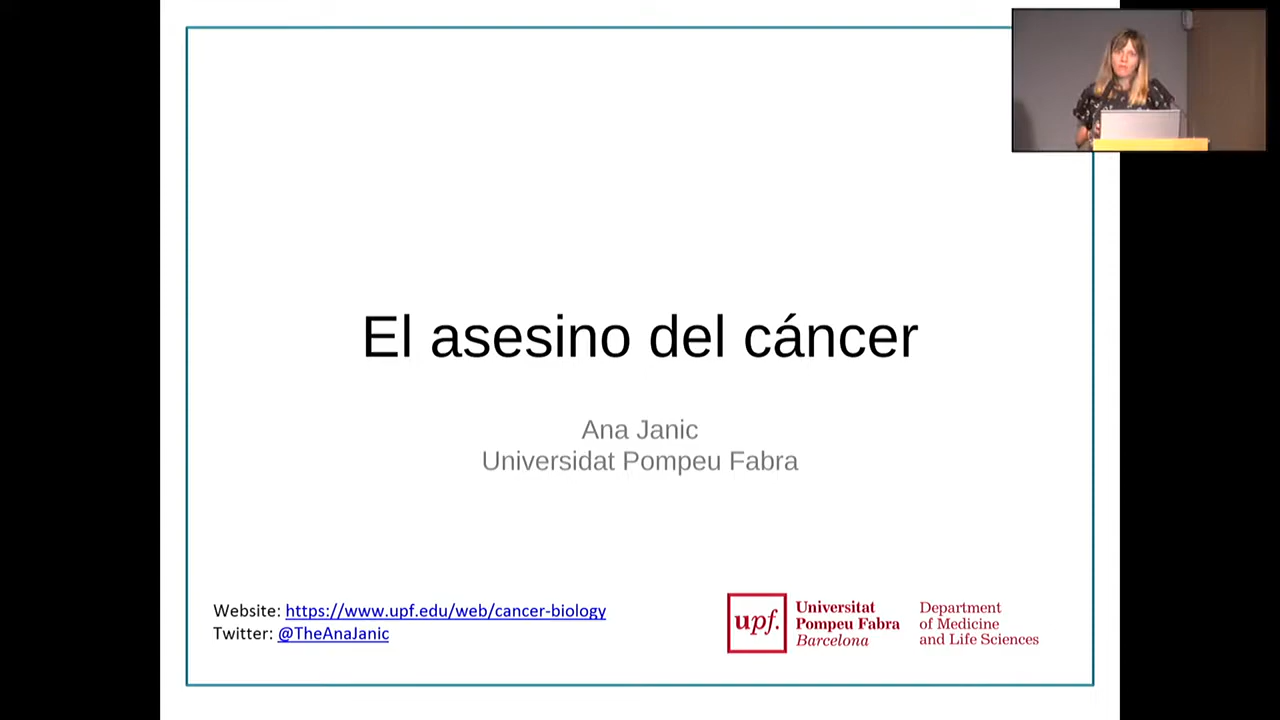 El asesino del cáncer
Ana Janic
Universidat Pompeu Fabra
Website: https://www.upf.edu/web/cancer-biology
Twitter: @TheAnaJanic
upf.
Universitat
Pompeu Fabra
Barcelona
Department
of Medicine
and Life Sciences